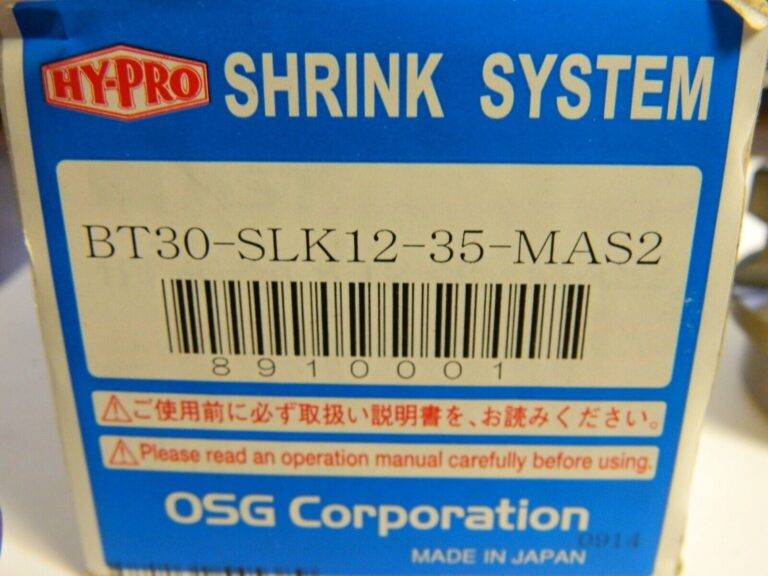 HY-PRO SHRINK SYSTEM
BT30-SLK12-35-MAS2
8910001
⚠ご使用前に必ず取扱い説明書を、お読みください。
⚠Please read an operation manual carefully before using.
OSG Corporation
0914
MADE IN JAPAN